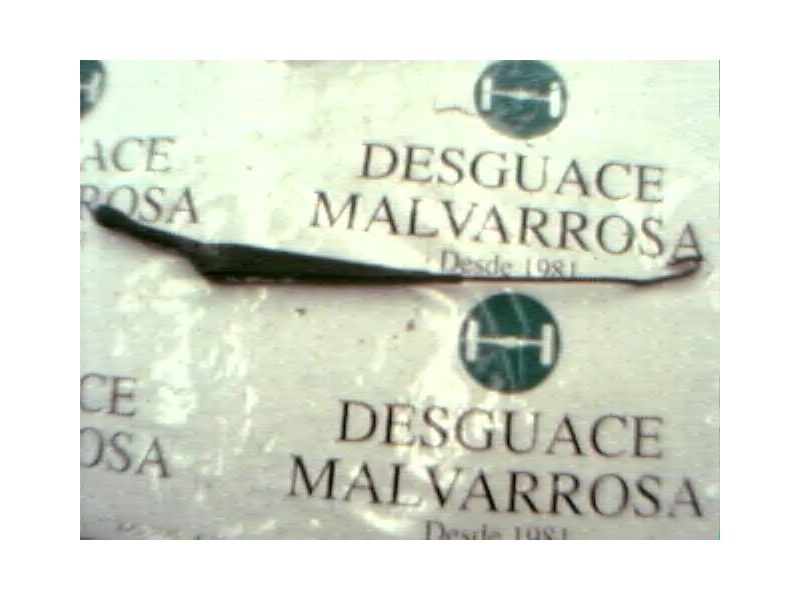 ACE
ROSA
DESGUACE
MALVARROSA
Desde 1981
CE
OSA
DESGUACE
MALVARROSA
Desde 1981